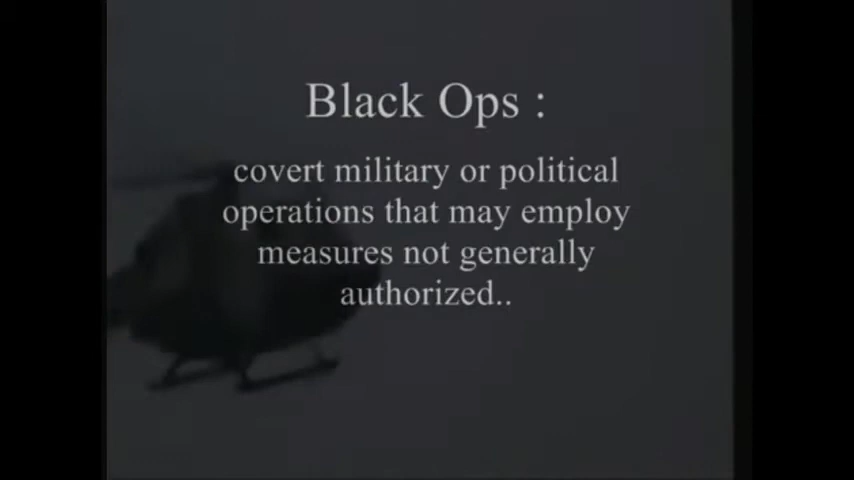 Black Ops :
covert military or political
operations that may employ
measures not generally
authorized..